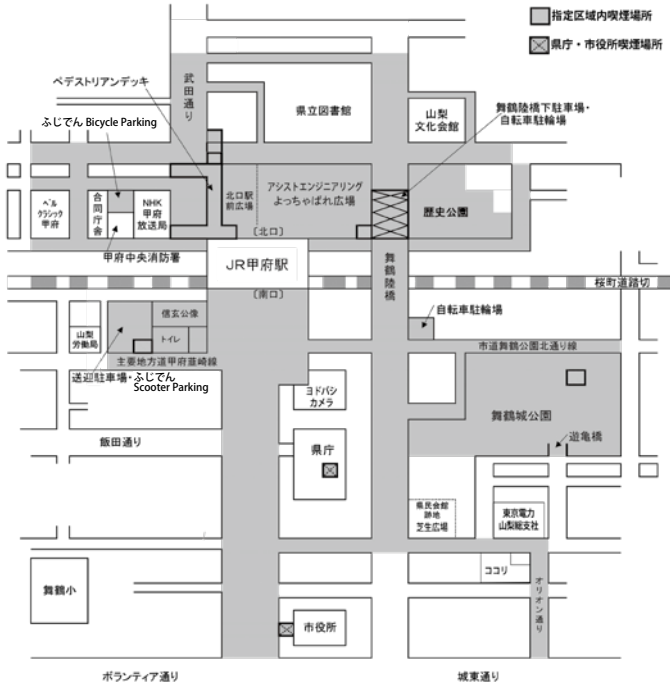 指定区域内喫煙場所
県庁・市役所喫煙場所
ペデストリアンデッキ
武田通り
県立図書館
山梨
文化会館
舞鶴陸橋下駐車場・
自転車駐輪場
ふじでん Bicycle Parking
ベル
クラシック
甲府
合同庁舎
NHK
甲府
放送局
北口駅
前広場
アシストエンジニアリング
よっちゃばれ広場
歴史公園
〔北口〕
甲府中央消防署
JR甲府駅
舞鶴陸橋
桜町道踏切
〔南口〕
信玄公像
自転車駐輪場
山梨
労働局
トイレ
市道舞鶴公園北通り線
主要地方道甲府韮崎線
送迎駐車場・ふじでん
Scooter Parking
ヨドバシ
カメラ
舞鶴城公園
飯田通り
遊亀橋
県庁
県民会館
跡地
芝生広場
東京電力
山梨総支社
ココリ
舞鶴小
オリオン通り
市役所
ボランティア通り
城東通り